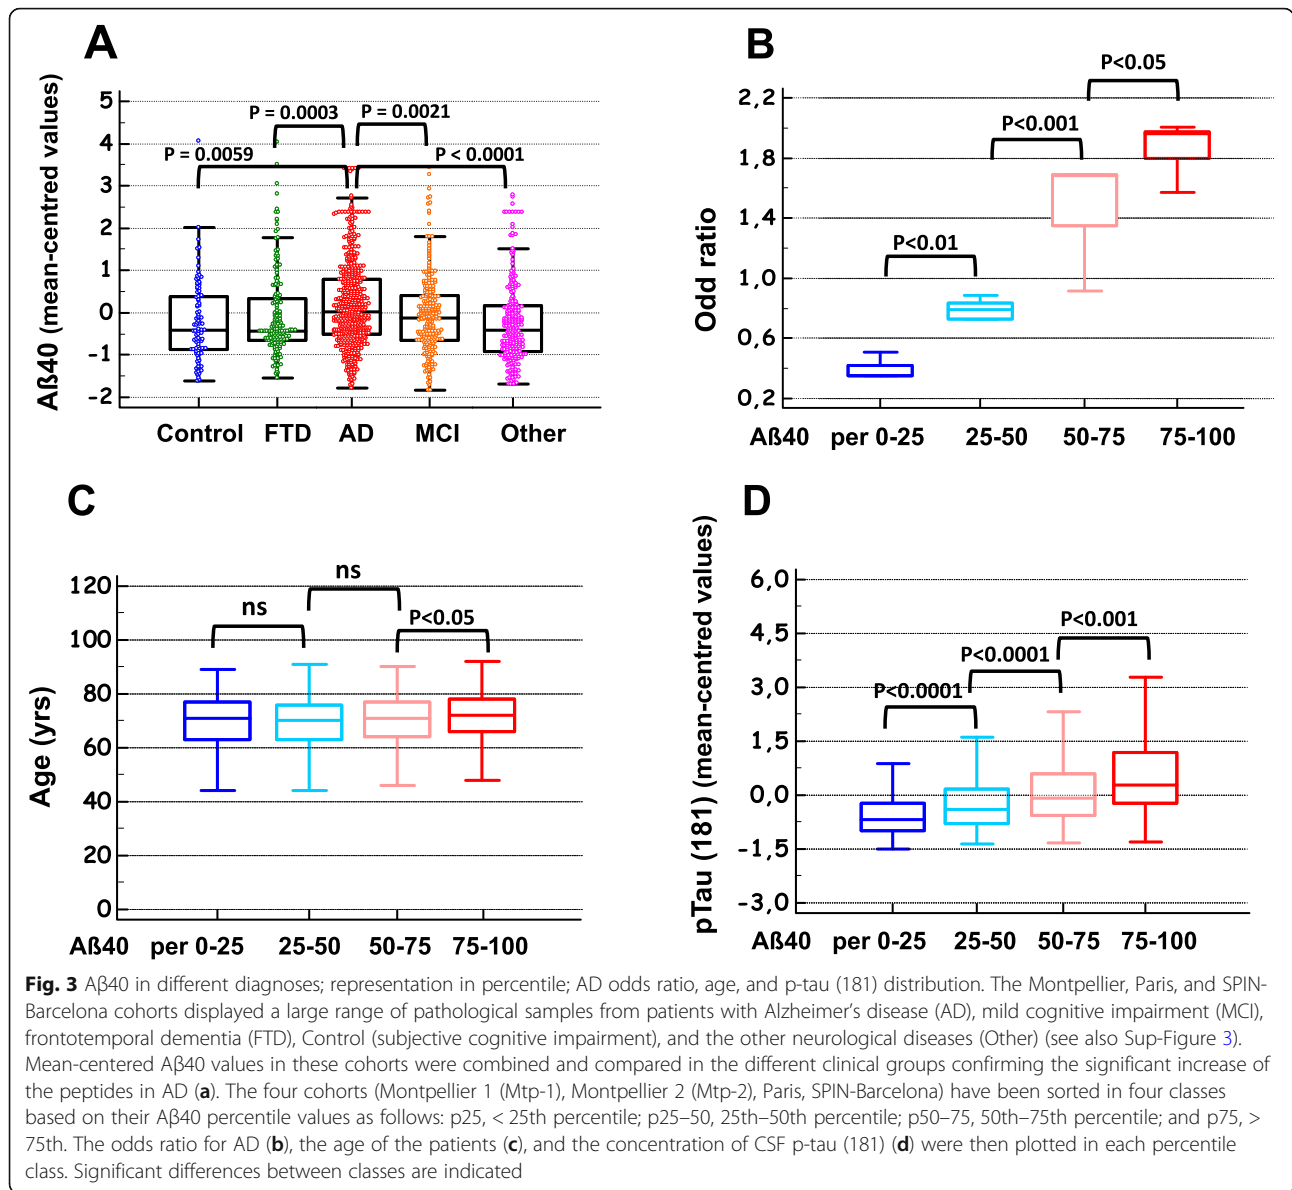 A
Aß40 (mean-centred values)
5
4
3
2
1
0
-1
-2
P = 0.0003
P = 0.0021
P = 0.0059
P < 0.0001
Control FTD AD MCI Other
B
Odd ratio
2,2
1,8
1,4
1,0
0,6
0,2
P<0.05
P<0.001
P<0.01
Aß40 per 0-25 25-50 50-75 75-100
C
Age (yrs)
120
100
80
60
40
20
0
ns
ns
P<0.05
Aß40 per 0-25 25-50 50-75 75-100
D
pTau (181) (mean-centred values)
6,0
4,5
3,0
1,5
0,0
-1,5
-3,0
P<0.001
P<0.0001
P<0.0001
Aß40 per 0-25 25-50 50-75 75-100
Fig. 3 Aβ40 in different diagnoses; representation in percentile; AD odds ratio, age, and p-tau (181) distribution. The Montpellier, Paris, and SPIN-
Barcelona cohorts displayed a large range of pathological samples from patients with Alzheimer's disease (AD), mild cognitive impairment (MCI),
frontotemporal dementia (FTD), Control (subjective cognitive impairment), and the other neurological diseases (Other) (see also Sup-Figure 3).
Mean-centered Aβ40 values in these cohorts were combined and compared in the different clinical groups confirming the significant increase of
the peptides in AD (a). The four cohorts (Montpellier 1 (Mtp-1), Montpellier 2 (Mtp-2), Paris, SPIN-Barcelona) have been sorted in four classes
based on their Aβ40 percentile values as follows: p25, < 25th percentile; p25–50, 25th–50th percentile; p50–75, 50th–75th percentile; and p75, >
75th. The odds ratio for AD (b), the age of the patients (c), and the concentration of CSF p-tau (181) (d) were then plotted in each percentile
class. Significant differences between classes are indicated